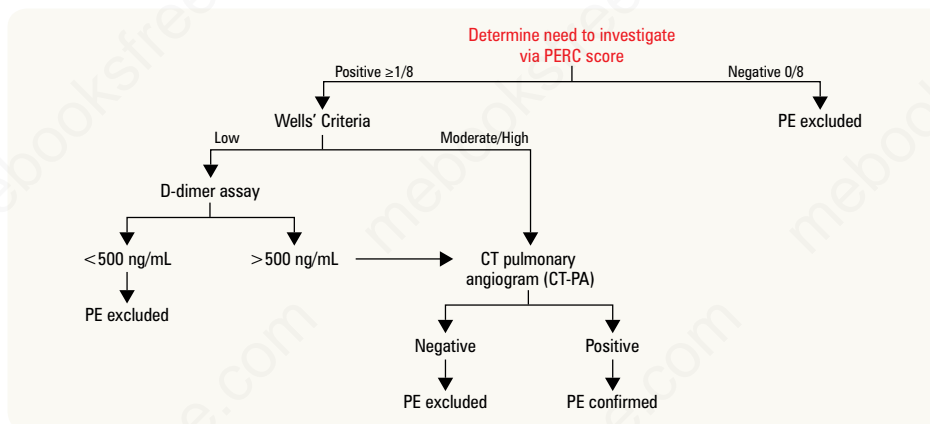 Determine need to investigate
via PERC score
Positive ≥1/8
Negative 0/8
Wells’ Criteria
PE excluded
Low
Moderate/High
D-dimer assay
<500 ng/mL
>500 ng/mL
CT pulmonary
angiogram (CT-PA)
PE excluded
Negative
Positive
PE excluded
PE confirmed
mebooksfree.com